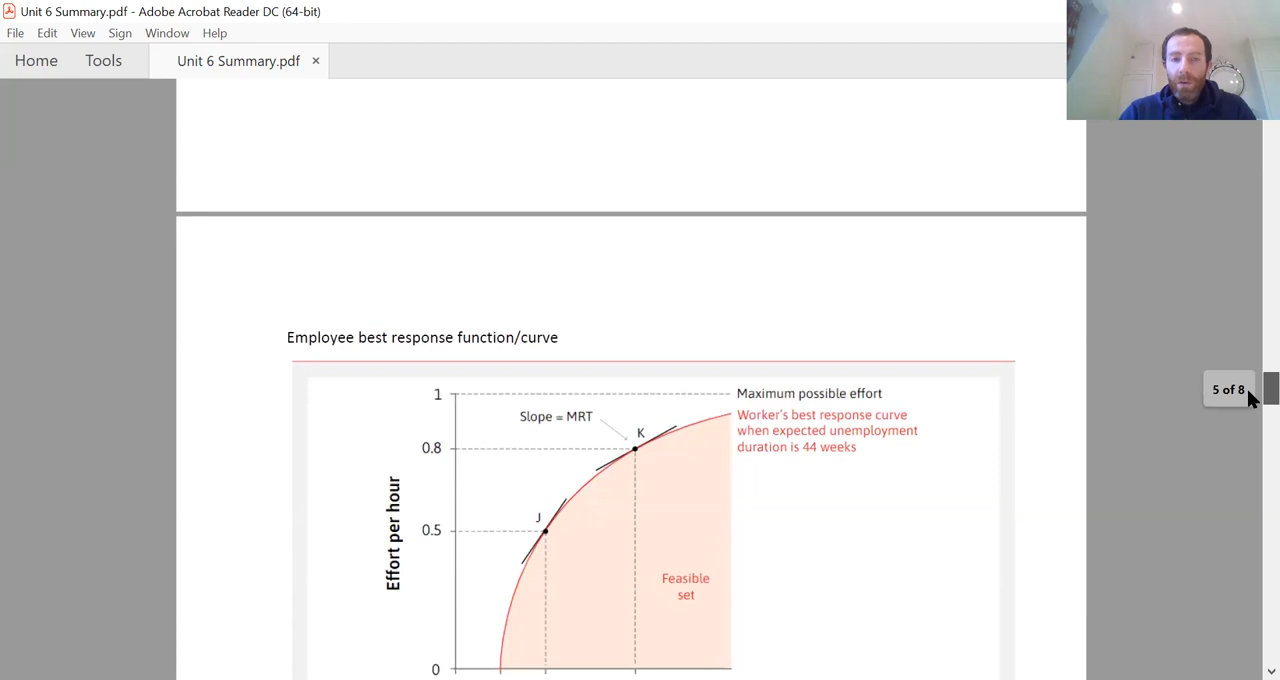 Unit 6 Summary.pdf - Adobe Acrobat Reader DC (64-bit)
File Edit View Sign Window Help
Home Tools Unit 6 Summary.pdf ×
5 of 8
Employee best response function/curve
1
Maximum possible effort
Slope = MRT
K
Worker's best response curve
when expected unemployment
duration is 44 weeks
0.8
J
0.5
Effort per hour
Feasible
set
0